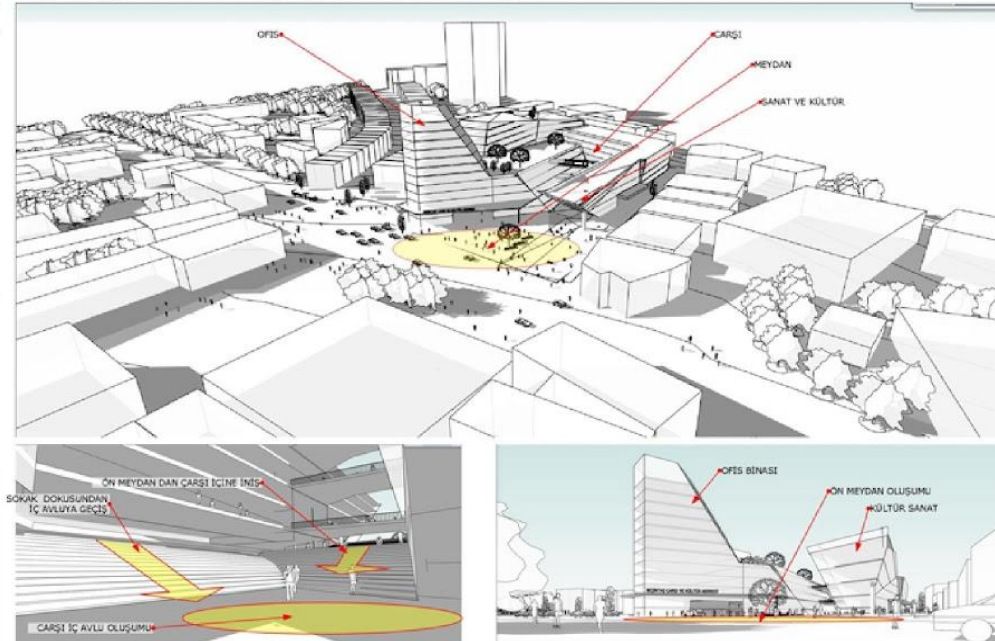 OFİS
ÇARŞI
MEYDAN
SANAT VE KÜLTÜR
ÖN MEYDAN DAN ÇARŞI İÇİNE İNİŞ
SOKAK DOKUSUNDAN
İÇ AVLUYA GEÇİŞ
ÇARŞI İÇ AVLU OLUŞUMU
OFİS BİNASI
ÖN MEYDAN OLUŞUMU
KÜLTÜR SANAT